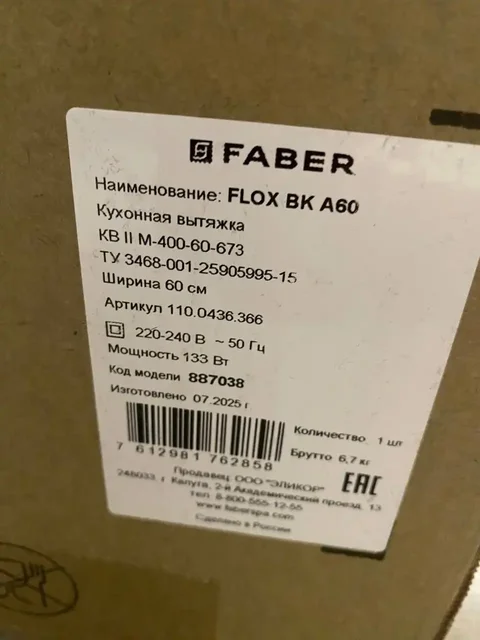 FABER
Наименование: FLOX BK A60
Кухонная вытяжка
КВ II М-400-60-673
ТУ 3468-001-25905995-15
Ширина 60 см
Артикул 110.0436.366
220-240 В ~ 50 Гц
Мощность 133 Вт
Код модели 887038
Изготовлено 07.2025 г
Количество 1 шт
Брутто 6,7 кг
7 612981 762858
EAC
Продавец: ООО "ЭЛИКОР"
248033, г. Калуга, 2-й Академический проезд, 13
тел. 8-800-555-12-55
www.faberspa.com
Сделано в России